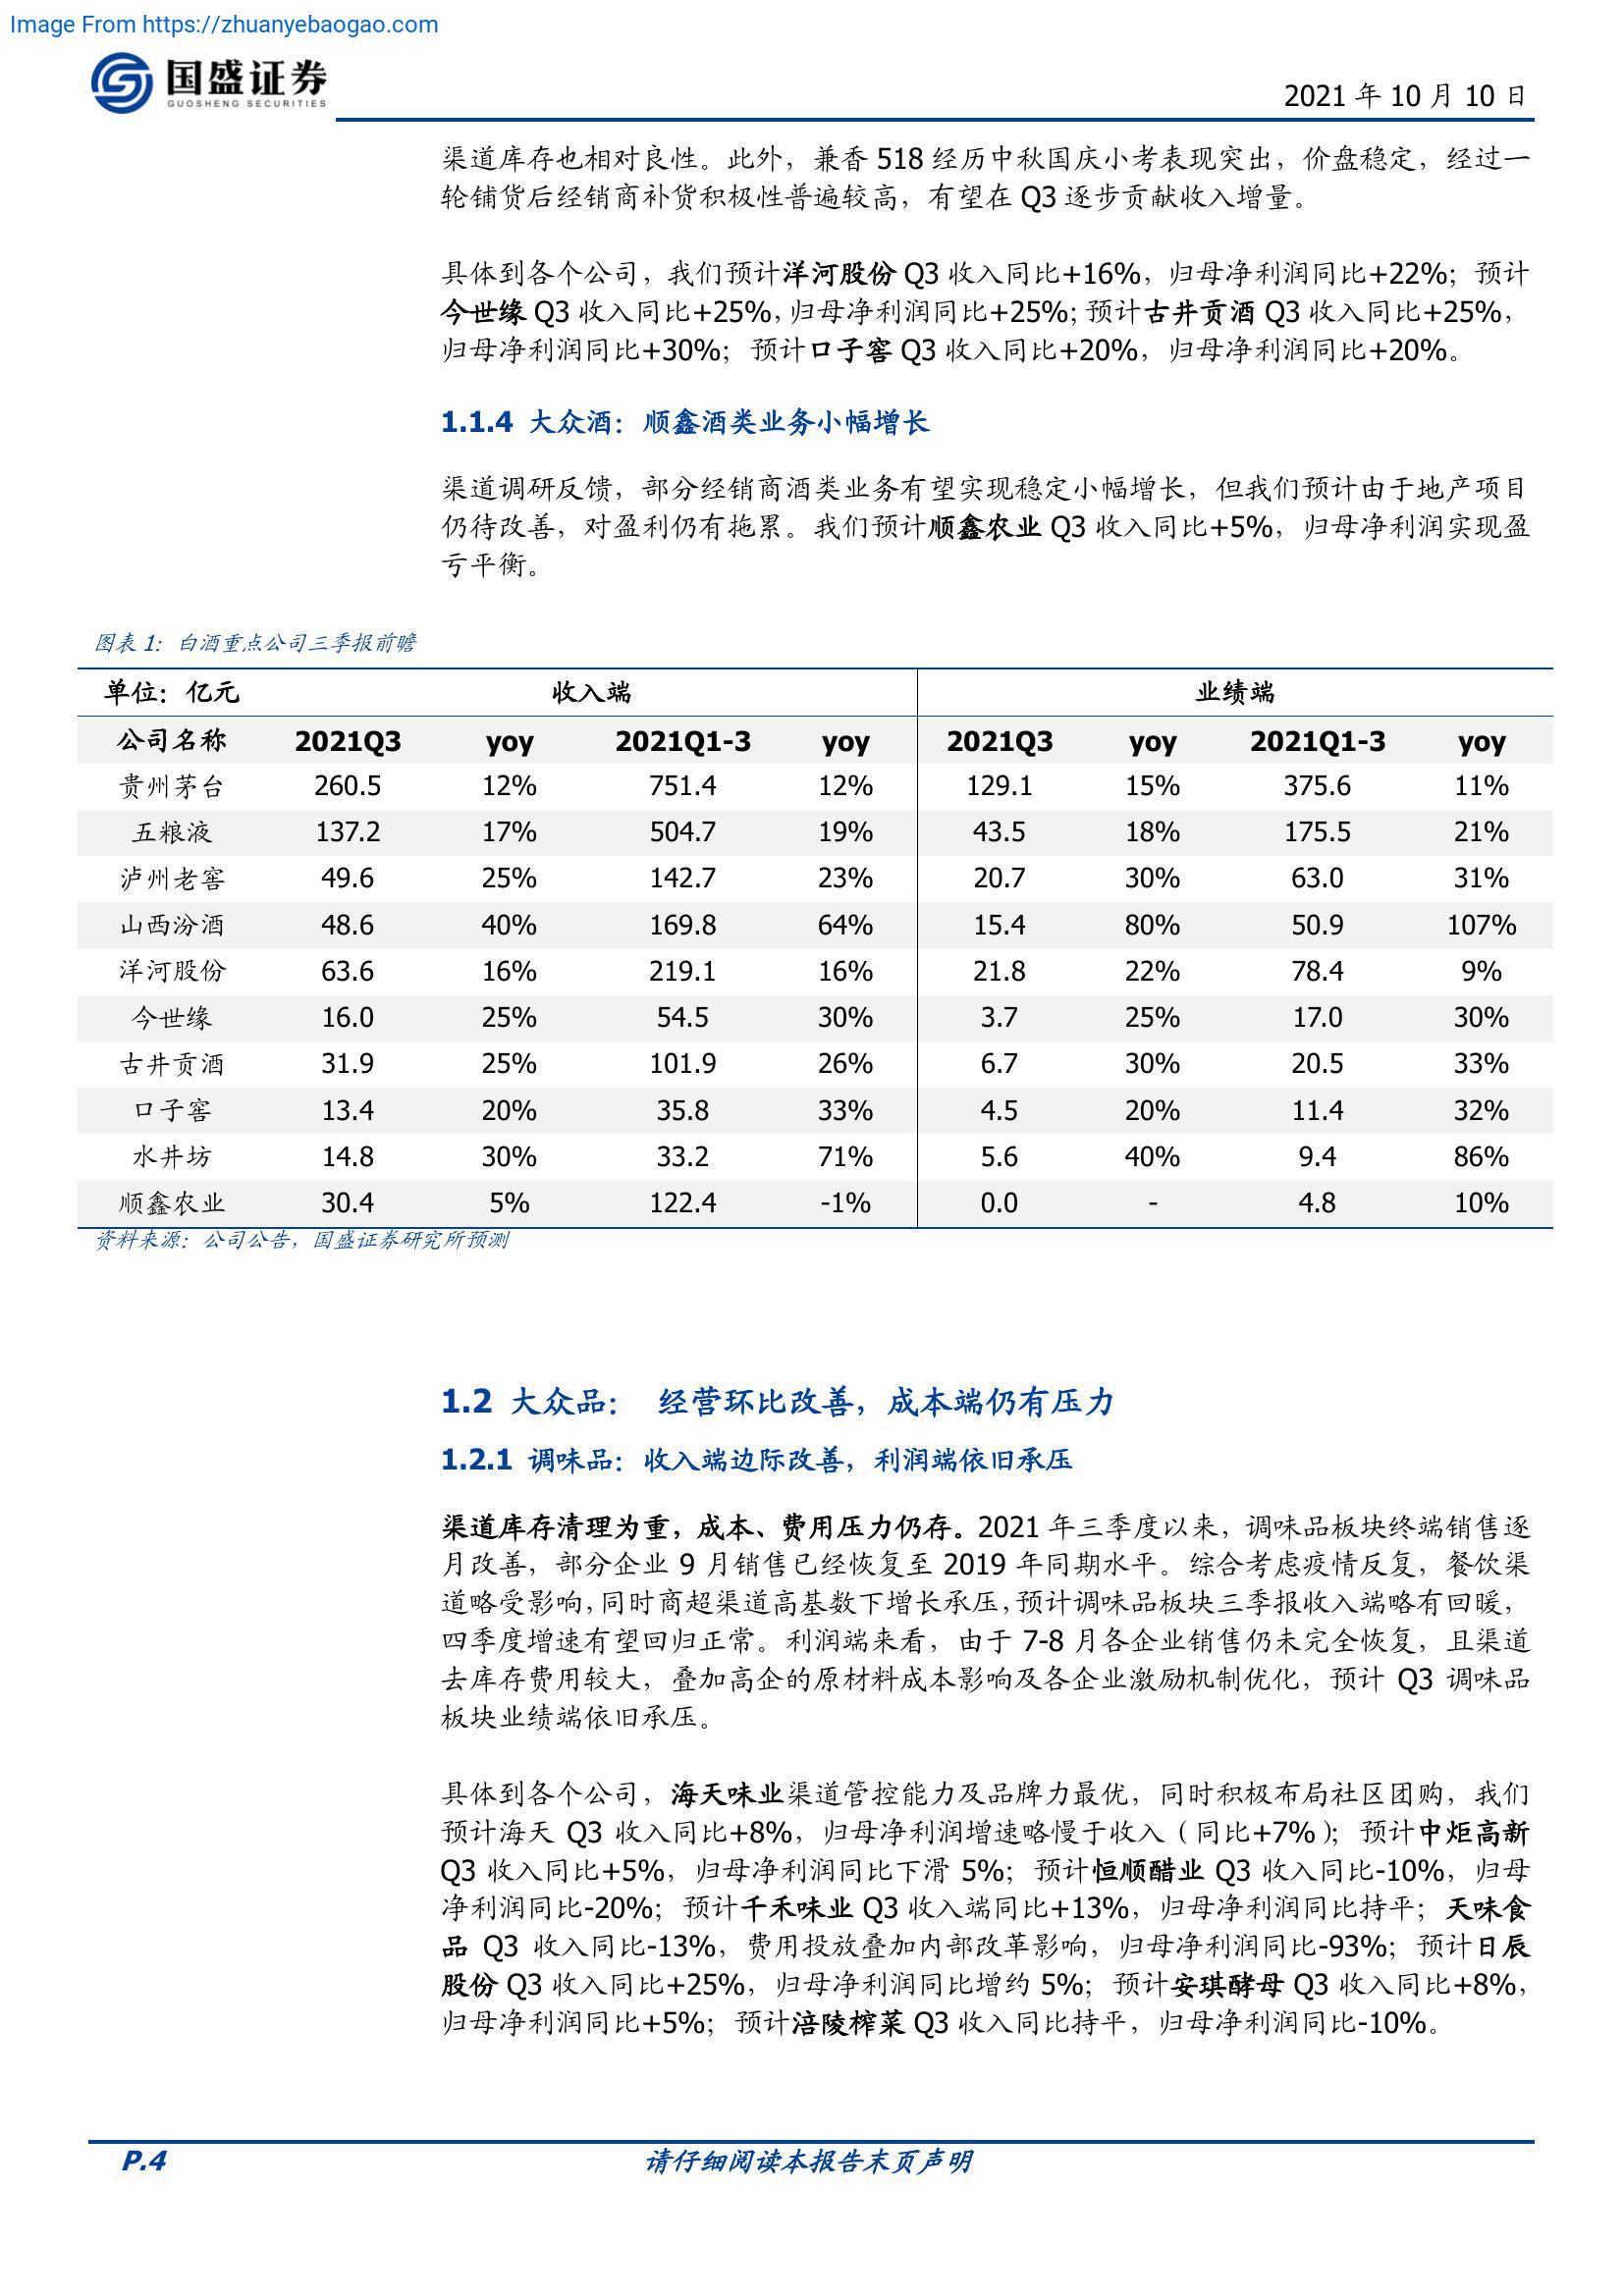 Image From https://zhuanyebaogao.com
国盛证券
GUOSHENG SECURITIES
2021 年 10 月 10 日
渠道库存也相对良性。此外，兼香 518 经历中秋国庆小考表现突出，价盘稳定，经过一
轮铺货后经销商补货积极性普遍较高，有望在 Q3 逐步贡献收入增量。
具体到各个公司，我们预计洋河股份 Q3 收入同比+16%，归母净利润同比+22%；预计
今世缘 Q3 收入同比+25%，归母净利润同比+25%；预计古井贡酒 Q3 收入同比+25%，
归母净利润同比+30%；预计口子窖 Q3 收入同比+20%，归母净利润同比+20%。
1.1.4 大众酒：顺鑫酒类业务小幅增长
渠道调研反馈，部分经销商酒类业务有望实现稳定小幅增长，但我们预计由于地产项目
仍待改善，对盈利仍有拖累。我们预计顺鑫农业 Q3 收入同比+5%，归母净利润实现盈
亏平衡。
图表 1：白酒重点公司三季报前瞻
单位：亿元 收入端 业绩端
公司名称 2021Q3 yoy 2021Q1-3 yoy 2021Q3 yoy 2021Q1-3 yoy
贵州茅台 260.5 12% 751.4 12% 129.1 15% 375.6 11%
五粮液 137.2 17% 504.7 19% 43.5 18% 175.5 21%
泸州老窖 49.6 25% 142.7 23% 20.7 30% 63.0 31%
山西汾酒 48.6 40% 169.8 64% 15.4 80% 50.9 107%
洋河股份 63.6 16% 219.1 16% 21.8 22% 78.4 9%
今世缘 16.0 25% 54.5 30% 3.7 25% 17.0 30%
古井贡酒 31.9 25% 101.9 26% 6.7 30% 20.5 33%
口子窖 13.4 20% 35.8 33% 4.5 20% 11.4 32%
水井坊 14.8 30% 33.2 71% 5.6 40% 9.4 86%
顺鑫农业 30.4 5% 122.4 -1% 0.0 - 4.8 10%
资料来源：公司公告，国盛证券研究所预测
1.2 大众品： 经营环比改善，成本端仍有压力
1.2.1 调味品：收入端边际改善，利润端依旧承压
渠道库存清理为重，成本、费用压力仍存。2021 年三季度以来，调味品板块终端销售逐
月改善，部分企业 9 月销售已经恢复至 2019 年同期水平。综合考虑疫情反复，餐饮渠
道略受影响，同时商超渠道高基数下增长承压，预计调味品板块三季报收入端略有回暖，
四季度增速有望回归正常。利润端来看，由于 7-8 月各企业销售仍未完全恢复，且渠道
去库存费用较大，叠加高企的原材料成本影响及各企业激励机制优化，预计 Q3 调味品
板块业绩端依旧承压。
具体到各个公司，海天味业渠道管控能力及品牌力最优，同时积极布局社区团购，我们
预计海天 Q3 收入同比+8%，归母净利润增速略慢于收入（同比+7%）；预计中炬高新
Q3 收入同比+5%，归母净利润同比下滑 5%；预计恒顺醋业 Q3 收入同比-10%，归母
净利润同比-20%；预计千禾味业 Q3 收入端同比+13%，归母净利润同比持平；天味食
品 Q3 收入同比-13%，费用投放叠加内部改革影响，归母净利润同比-93%；预计日辰
股份 Q3 收入同比+25%，归母净利润同比增约 5%；预计安琪酵母 Q3 收入同比+8%，
归母净利润同比+5%；预计涪陵榨菜 Q3 收入同比持平，归母净利润同比-10%。
P.4 请仔细阅读本报告末页声明